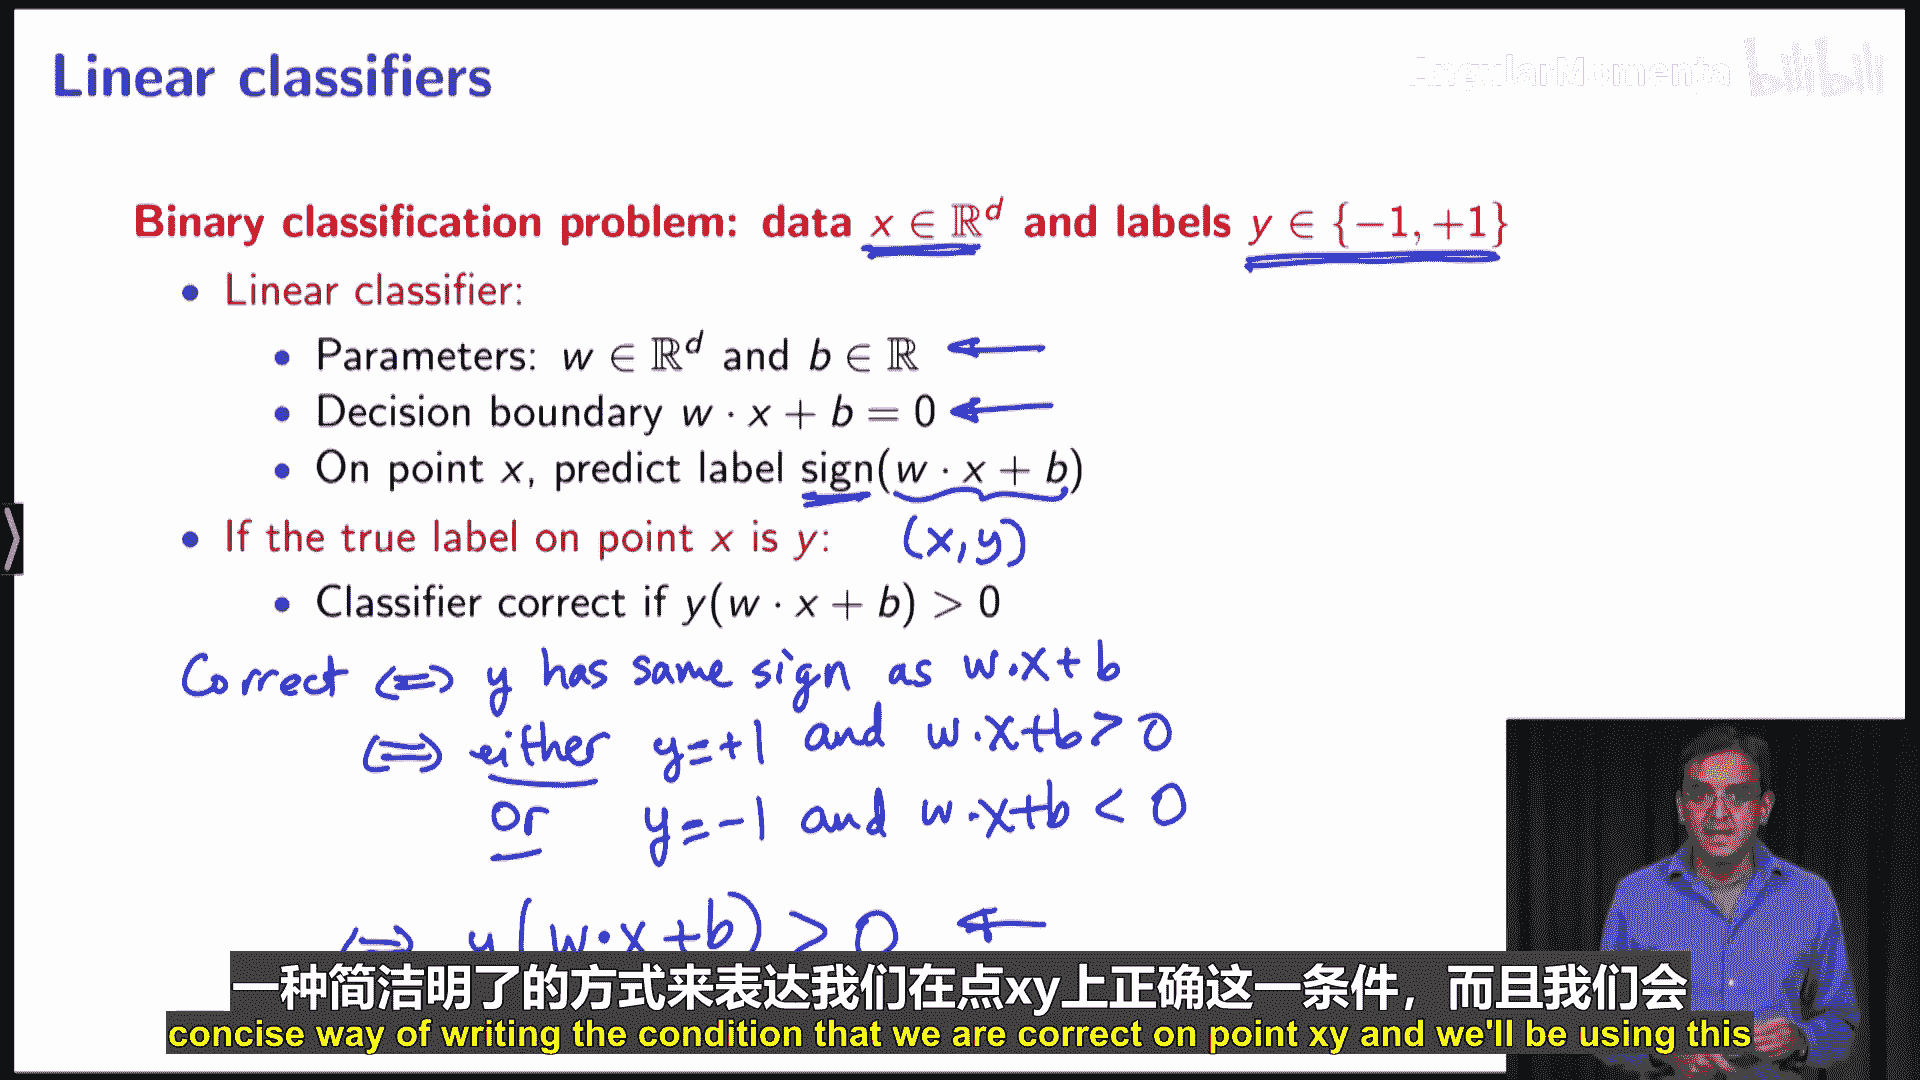 Linear classifiers
AngularMomenta bilibili
Binary classification problem: data x ∈ ℝᵈ and labels y ∈ {−1, +1}
• Linear classifier:
• Parameters: w ∈ ℝᵈ and b ∈ ℝ ←
• Decision boundary w · x + b = 0 ←
• On point x, predict label sign(w · x + b)
• If the true label on point x is y: (x,y)
• Classifier correct if y(w · x + b) > 0
Correct ⟺ y has same sign as w·x+b
⟺ either y=+1 and w·x+b>0
or y=-1 and w·x+b<0
⟺ y(w·x+b)>0 ←
一种简洁明了的方式来表达我们在点xy上正确这一条件，而且我们会
concise way of writing the condition that we are correct on point xy and we'll be using this